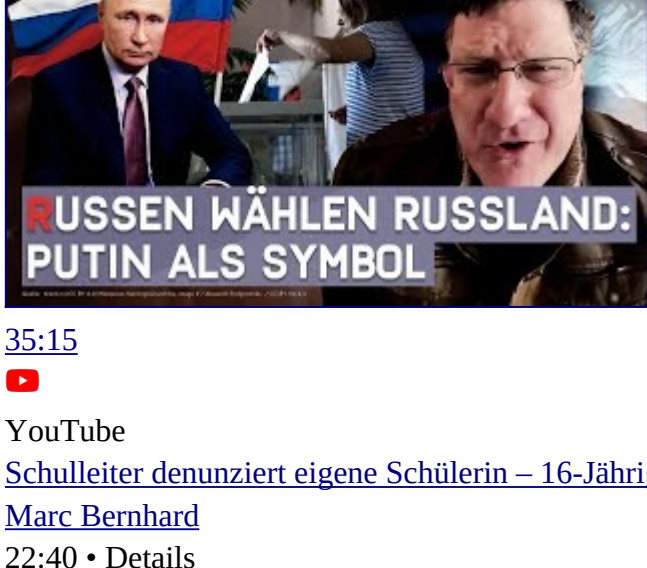 RUSSEN WÄHLEN RUSSLAND:
PUTIN ALS SYMBOL
35:15
YouTube
Schulleiter denunziert eigene Schülerin – 16-Jähri
Marc Bernhard
22:40 • Details